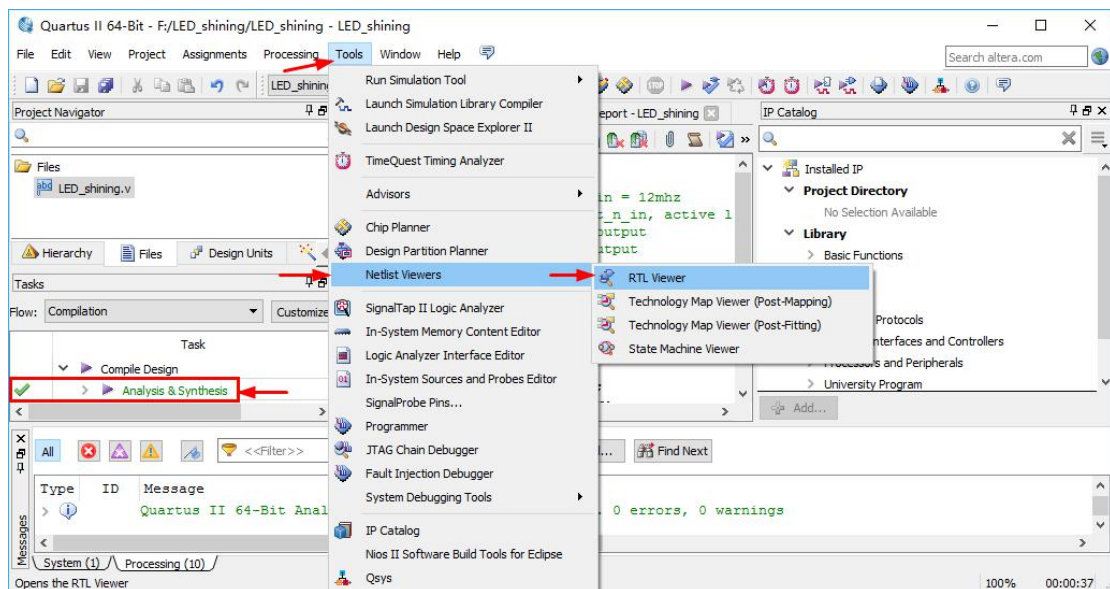 Quartus II 64-Bit - F:/LED_shining/LED_shining - LED_shining
File Edit View Project Assignments Processing Tools Window Help
Search altera.com
LED_shining
Project Navigator
Files
LED_shining.v
Hierarchy Files Design Units
Tasks
Flow: Compilation Customize
Task
Compile Design
Analysis & Synthesis
Run Simulation Tool
Launch Simulation Library Compiler
Launch Design Space Explorer II
TimeQuest Timing Analyzer
Advisors
Chip Planner
Design Partition Planner
Netlist Viewers
SignalTap II Logic Analyzer
In-System Memory Content Editor
Logic Analyzer Interface Editor
In-System Sources and Probes Editor
SignalProbe Pins...
Programmer
JTAG Chain Debugger
Fault Injection Debugger
System Debugging Tools
IP Catalog
Nios II Software Build Tools for Eclipse
Qsys
RTL Viewer
Technology Map Viewer (Post-Mapping)
Technology Map Viewer (Post-Fitting)
State Machine Viewer
eport - LED_shining
in = 12mhz
t_n_in, active l
output
utput
IP Catalog
Installed IP
Project Directory
No Selection Available
Library
Basic Functions
Protocols
nterfaces and Controllers
Processors and Peripherals
University Program
Add...
All <<Filter>> Find Next
Type ID Message
Quartus II 64-Bit Anal . 0 errors, 0 warnings
Messages
System (1) Processing (10)
Opens the RTL Viewer 100% 00:00:37